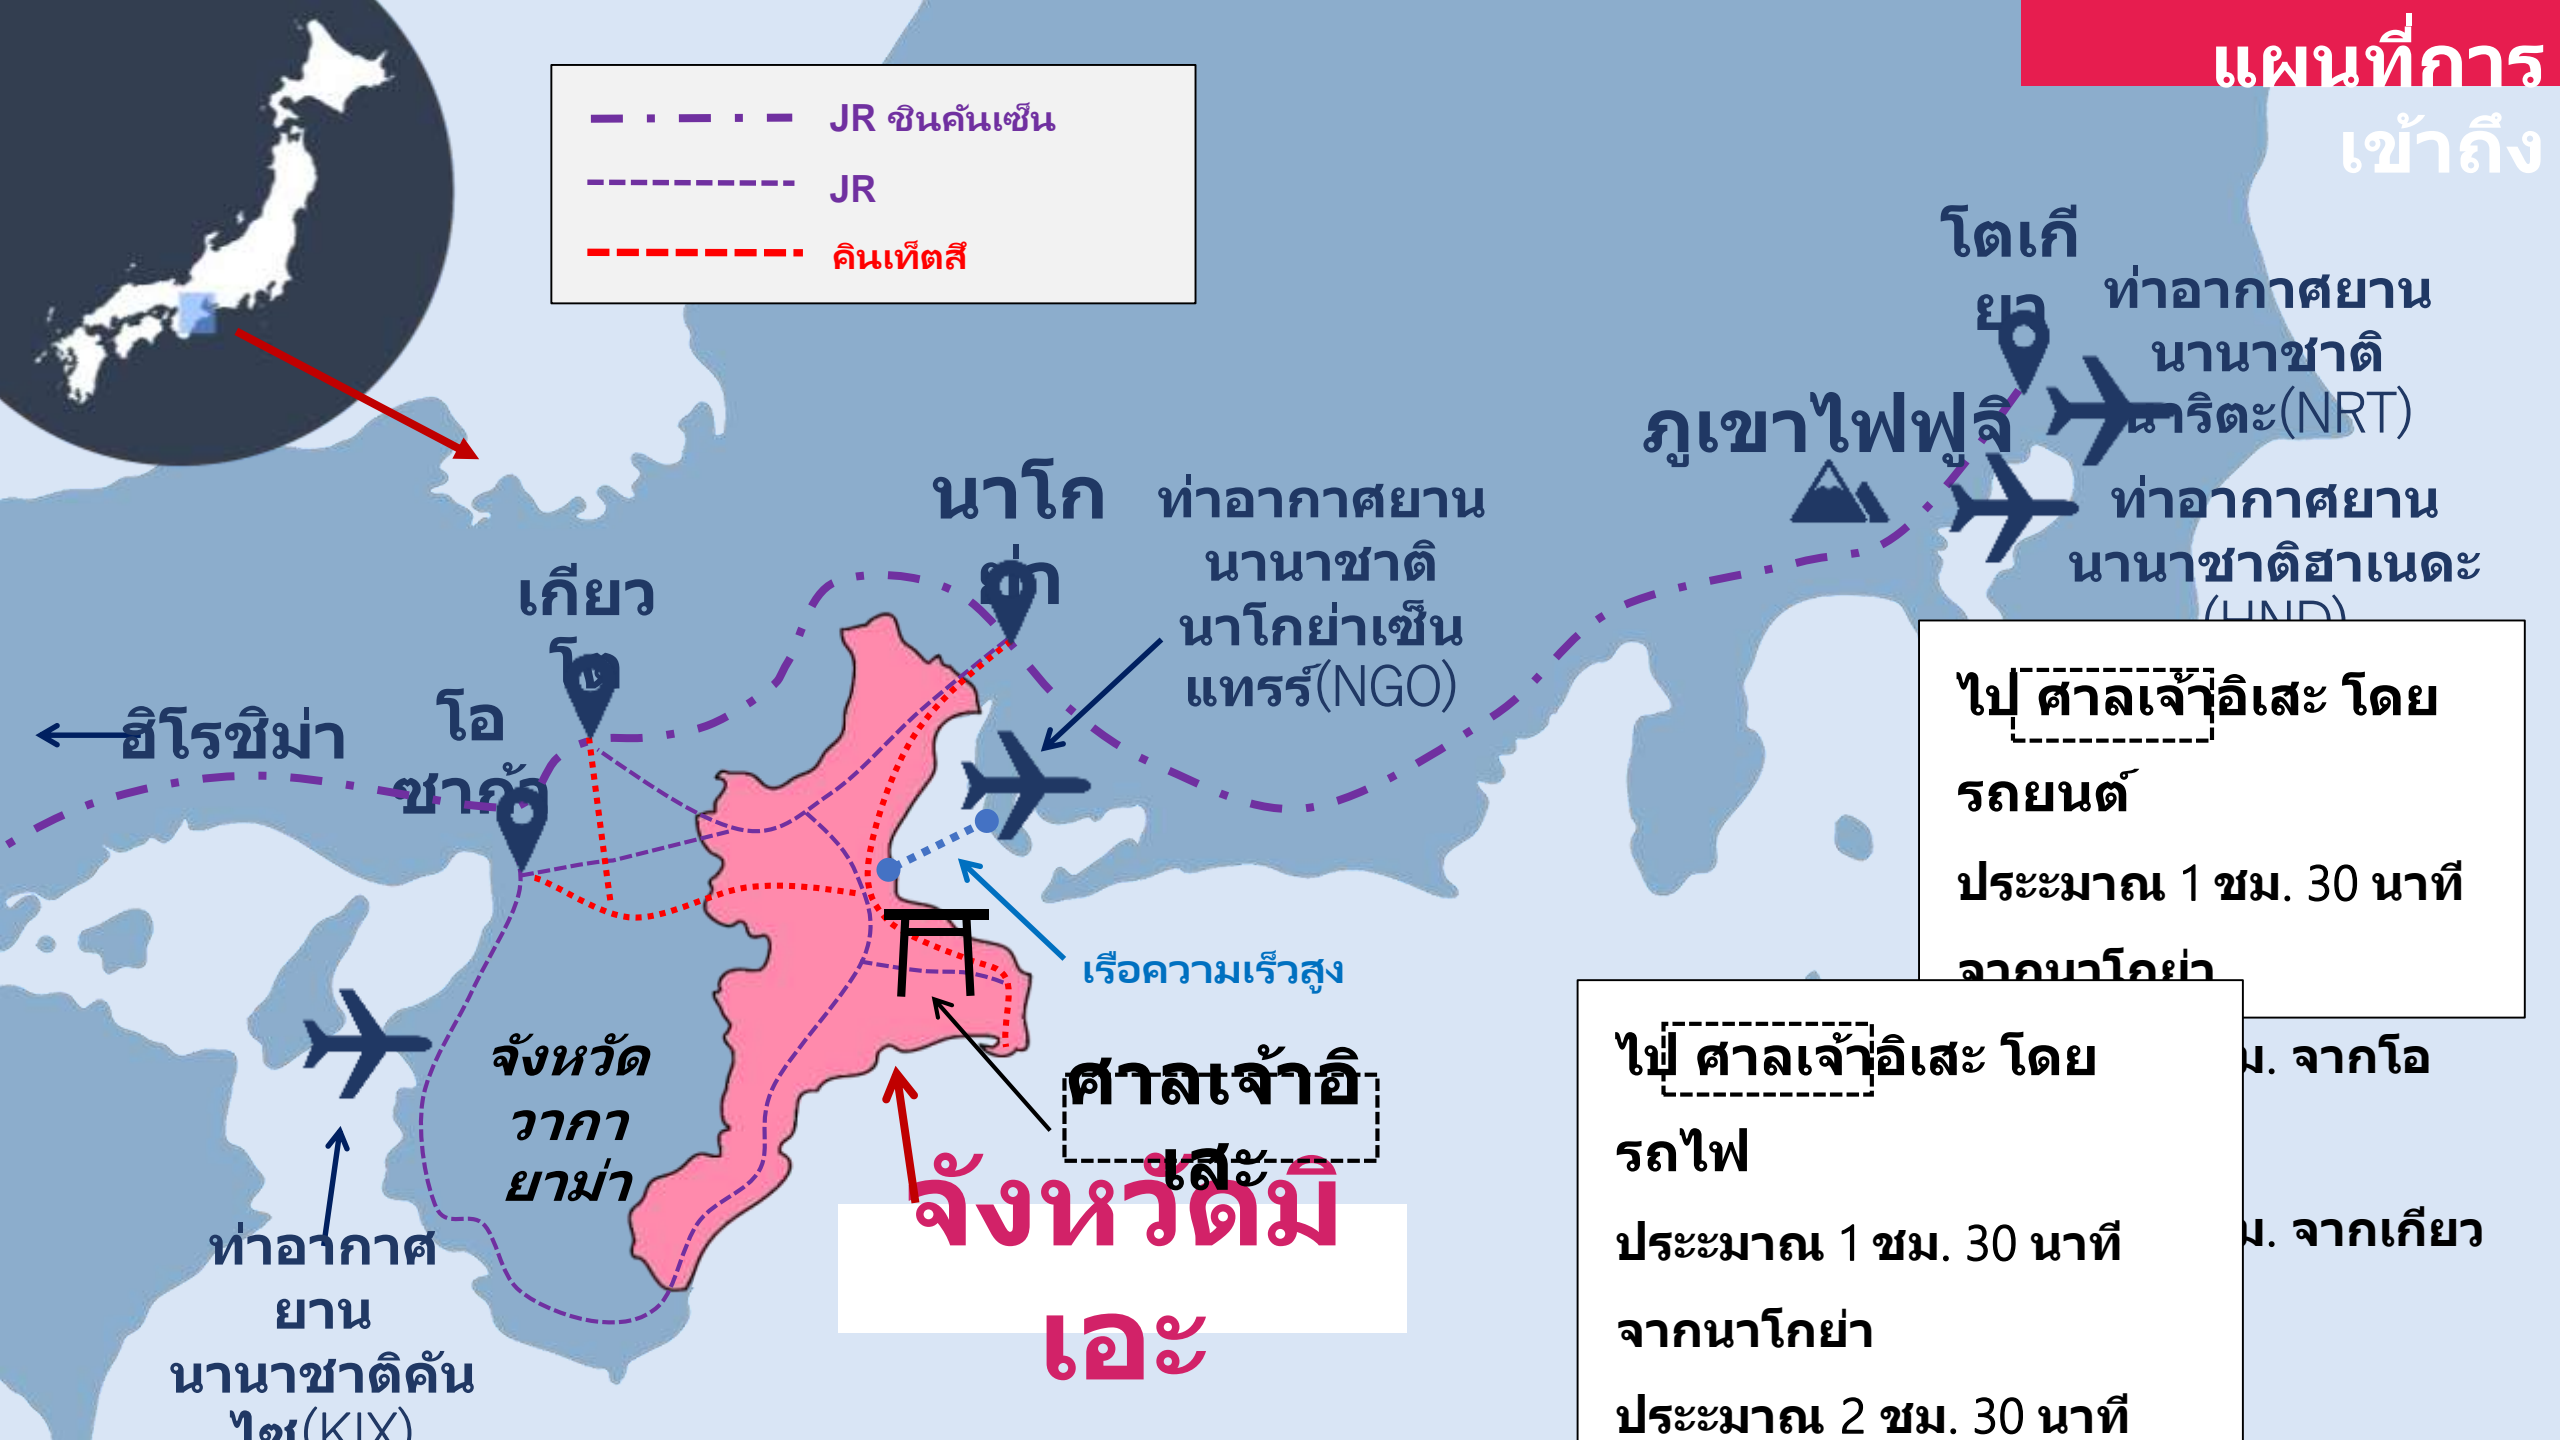 แผนที่การ
เข้าถึง
JR ชินคันเซ็น
JR
คินเท็ตสึ
โตเกี
ยว
ท่าอากาศยาน
นานาชาติ
นาริตะ(NRT)
ภูเขาไฟฟูจิ
ท่าอากาศยาน
นานาชาติฮาเนดะ
(HND)
นาโก
ย่า
ท่าอากาศยาน
นานาชาติ
นาโกย่าเซ็น
แทรร์(NGO)
เกียว
โต
โอ
ซาก้า
ฮิโรชิม่า
เรือความเร็วสูง
ศาลเจ้าอิ
เสะ
จังหวัดมิ
เอะ
จังหวัด
วากา
ยาม่า
ท่าอากาศ
ยาน
นานาชาติคัน
ไซ(KIX)
ไป ศาลเจ้าอิเสะ โดย
รถยนต์
ประะมาณ 1 ชม. 30 นาที
จากนาโกย่า
ม. จากโอ
ม. จากเกียว
ไป ศาลเจ้าอิเสะ โดย
รถไฟ
ประะมาณ 1 ชม. 30 นาที
จากนาโกย่า
ประะมาณ 2 ชม. 30 นาที